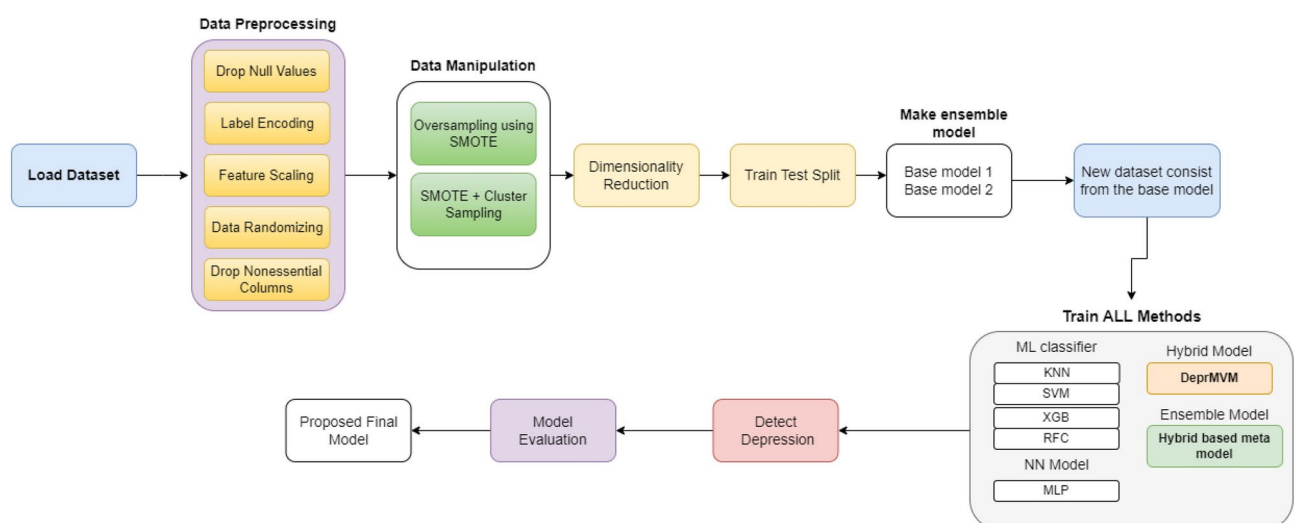 Data Preprocessing
Drop Null Values
Label Encoding
Feature Scaling
Data Randomizing
Drop Nonessential
Columns
Load Dataset
Data Manipulation
Oversampling using
SMOTE
SMOTE + Cluster
Sampling
Dimensionality
Reduction
Train Test Split
Make ensemble
model
Base model 1
Base model 2
New dataset consist
from the base model
Train ALL Methods
ML classifier
KNN
SVM
XGB
RFC
NN Model
MLP
Hybrid Model
DeprMVM
Ensemble Model
Hybrid based meta
model
Detect
Depression
Model
Evaluation
Proposed Final
Model